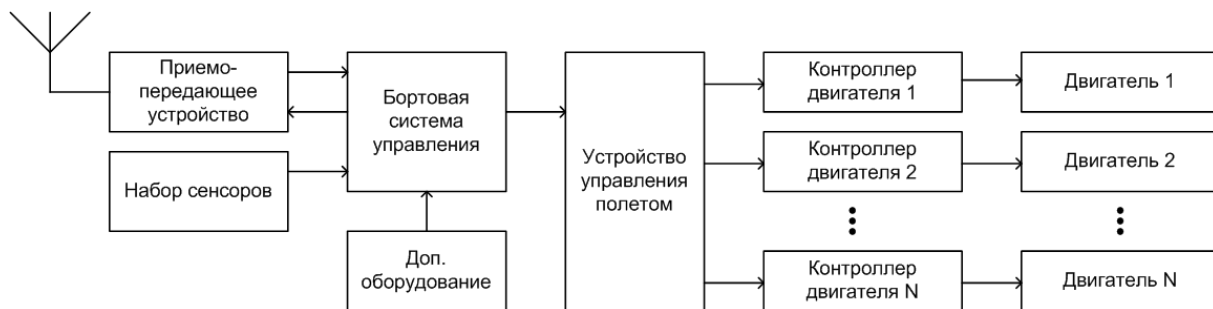 Приемо-
передающее
устройство
Набор сенсоров
Бортовая
система
управления
Доп.
оборудование
Устройство
управления
полетом
Контроллер
двигателя 1
Двигатель 1
Контроллер
двигателя 2
Двигатель 2
Контроллер
двигателя N
Двигатель N